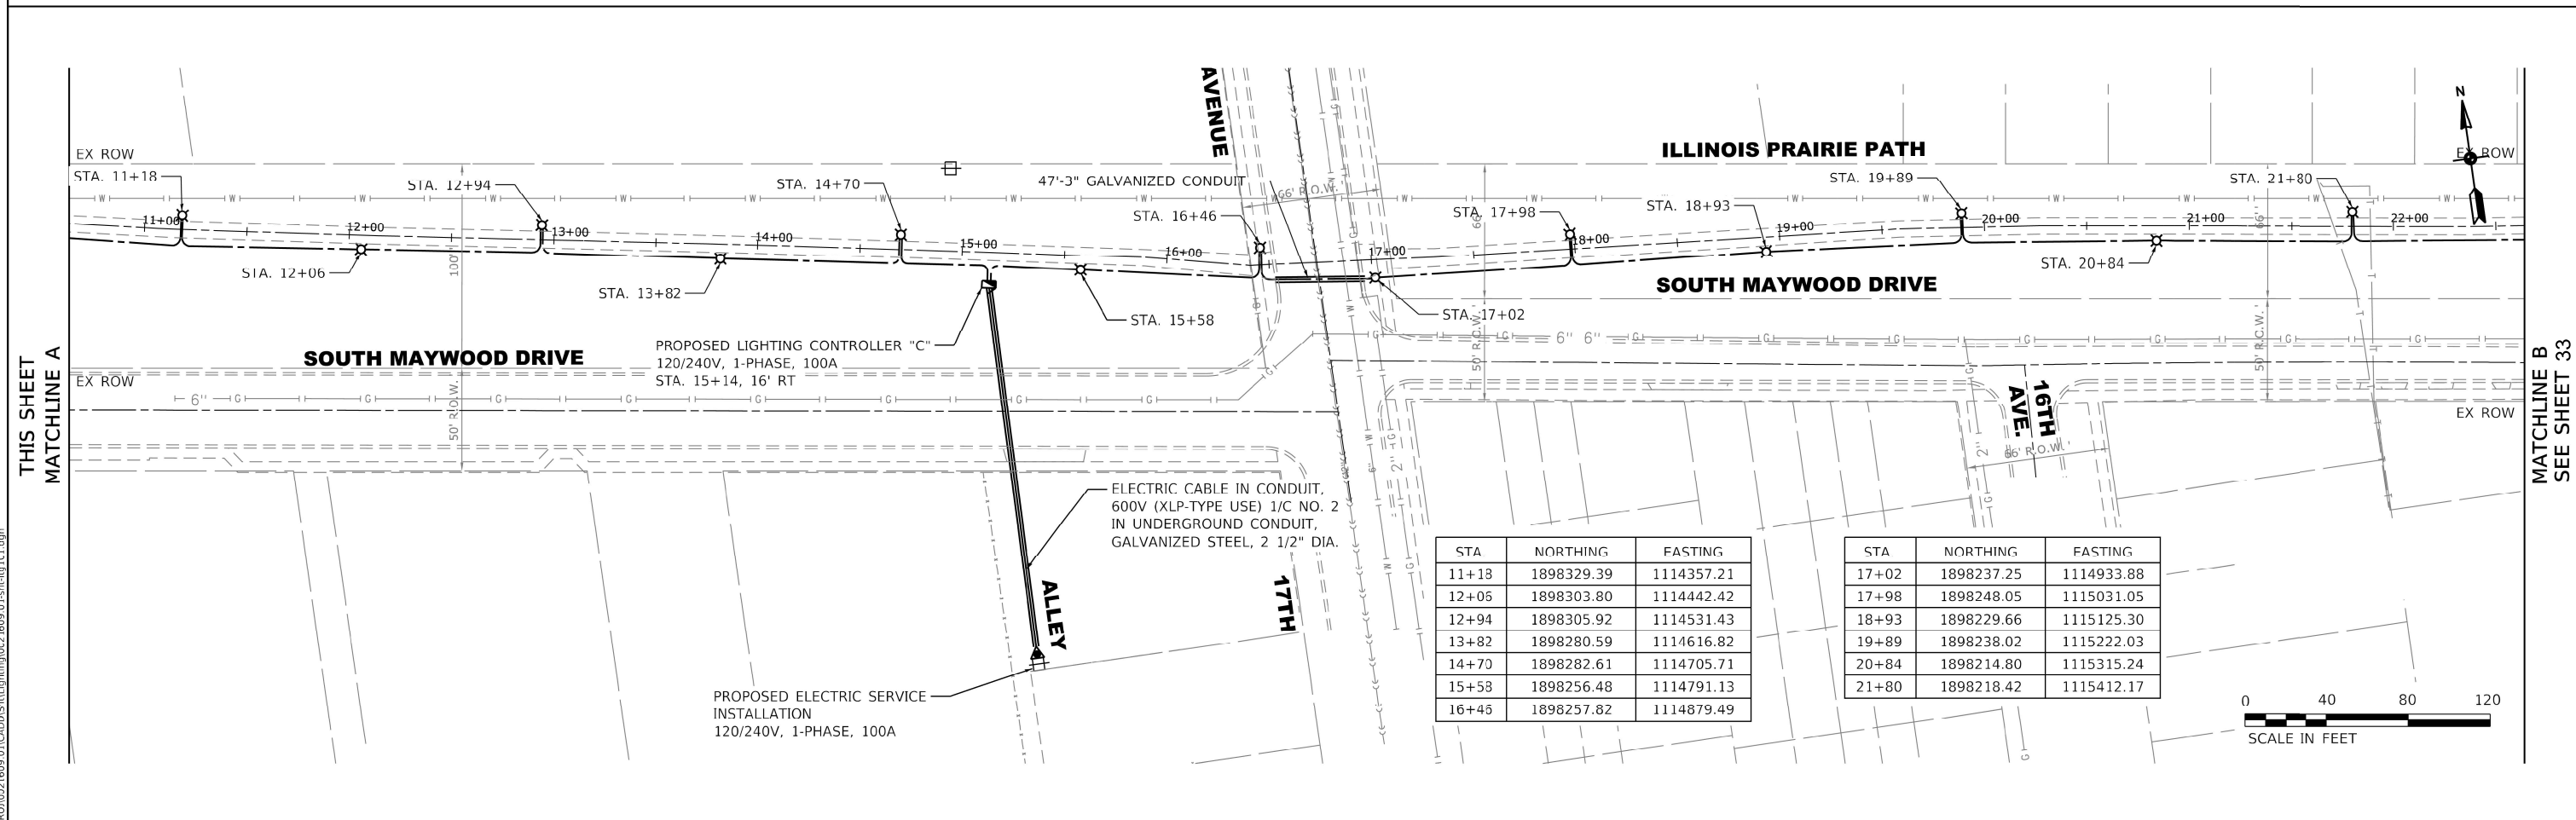 AVENUE
N
EX ROW
ILLINOIS PRAIRIE PATH
EX ROW
STA. 11+18
STA. 12+94
STA. 14+70
47'-3" GALVANIZED CONDUIT
66' R.O.W.
STA. 16+46
STA. 17+98
STA. 18+93
STA. 19+89
STA. 21+80
11+00
12+00
13+00
14+00
15+00
16+00
17+00
18+00
19+00
20+00
21+00
22+00
100'
66'
66'
STA. 12+06
STA. 13+82
STA. 15+58
STA. 17+02
STA. 20+84
SOUTH MAYWOOD DRIVE
PROPOSED LIGHTING CONTROLLER "C"
120/240V, 1-PHASE, 100A
STA. 15+14, 16' RT
SOUTH MAYWOOD DRIVE
EX ROW
6"
6" 6"
50' R.O.W.
50' R.O.W.
50' R.O.W.
16TH
AVE.
66' R.O.W.
2"
2"
6"
EX ROW
THIS SHEET
MATCHLINE A
MATCHLINE B
SEE SHEET 33
ELECTRIC CABLE IN CONDUIT,
600V (XLP-TYPE USE) 1/C NO. 2
IN UNDERGROUND CONDUIT,
GALVANIZED STEEL, 2 1/2" DIA.
ALLEY
17TH
PROPOSED ELECTRIC SERVICE
INSTALLATION
120/240V, 1-PHASE, 100A
STA NORTHING EASTING
11+18 1898329.39 1114357.21
12+06 1898303.80 1114442.42
12+94 1898305.92 1114531.43
13+82 1898280.59 1114616.82
14+70 1898282.61 1114705.71
15+58 1898256.48 1114791.13
16+46 1898257.82 1114879.49
STA NORTHING EASTING
17+02 1898237.25 1114933.88
17+98 1898248.05 1115031.05
18+93 1898229.66 1115125.30
19+89 1898238.02 1115222.03
20+84 1898214.80 1115315.24
21+80 1898218.42 1115412.17
0 40 80 120
SCALE IN FEET